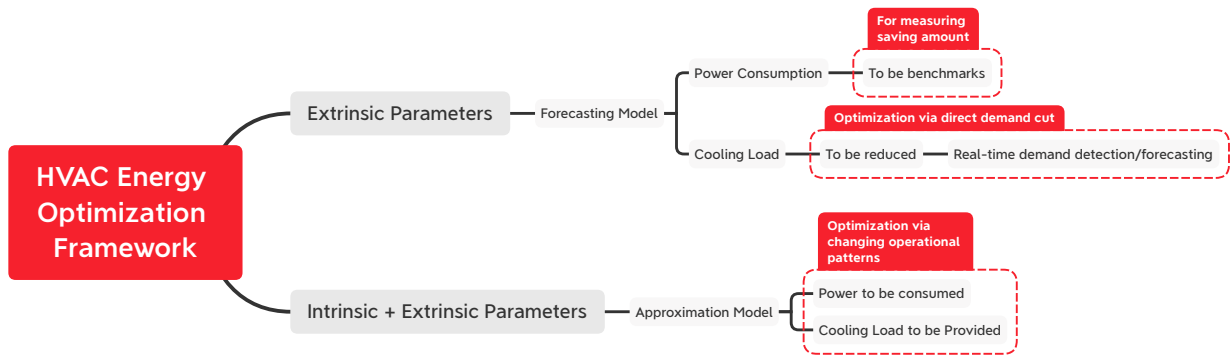 HVAC Energy
Optimization
Framework
Extrinsic Parameters
Forecasting Model
Power Consumption
For measuring
saving amount
To be benchmarks
Cooling Load
Optimization via direct demand cut
To be reduced
Real-time demand detection/forecasting
Intrinsic + Extrinsic Parameters
Approximation Model
Optimization via
changing operational
patterns
Power to be consumed
Cooling Load to be Provided